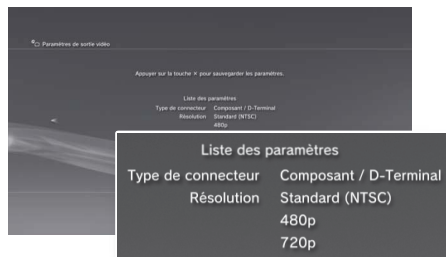 Paramètres de sortie vidéo
Appuyer sur la touche × pour sauvegarder les paramètres.
Liste des paramètres
Type de connecteur Composant / D-Terminal
Résolution Standard (NTSC)
480p
Liste des paramètres
Type de connecteur Composant / D-Terminal
Résolution Standard (NTSC)
480p
720p